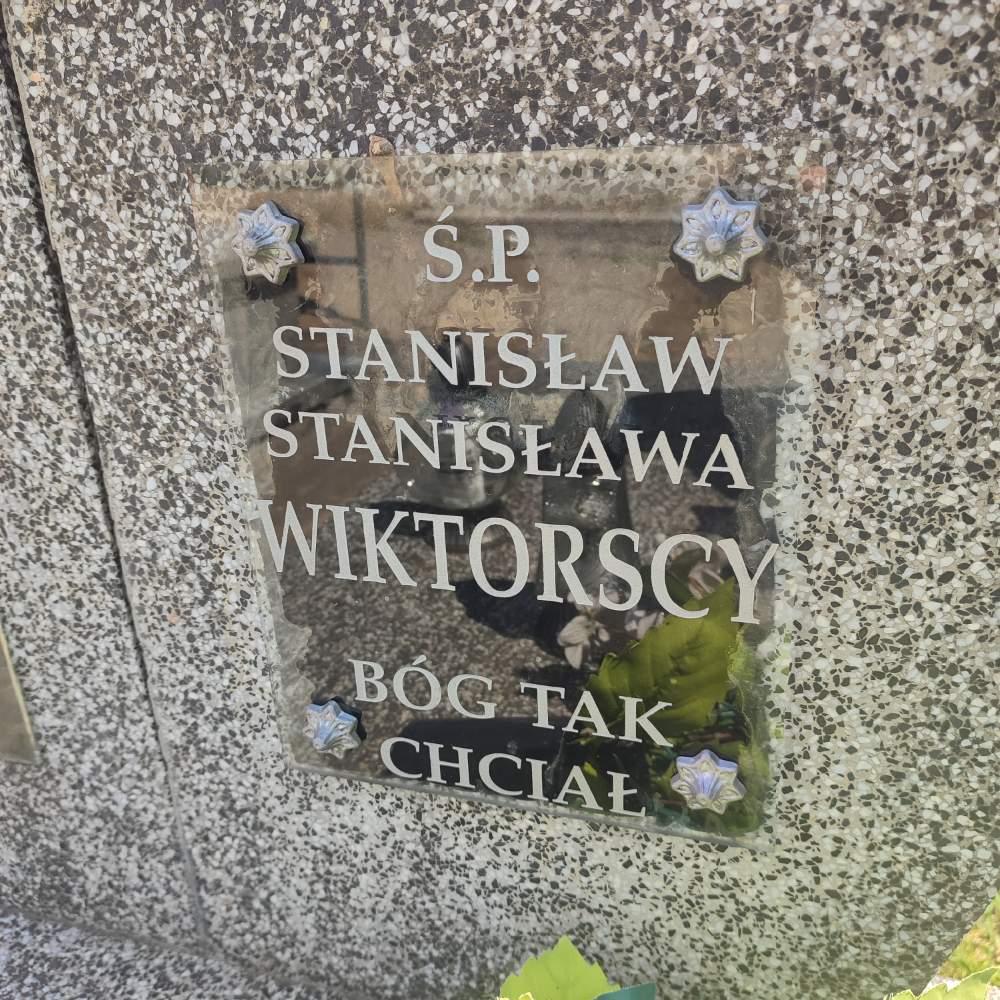 Ś.P.
STANISŁAW
STANISŁAWA
WIKTORSCY
BÓG TAK
CHCIAŁ